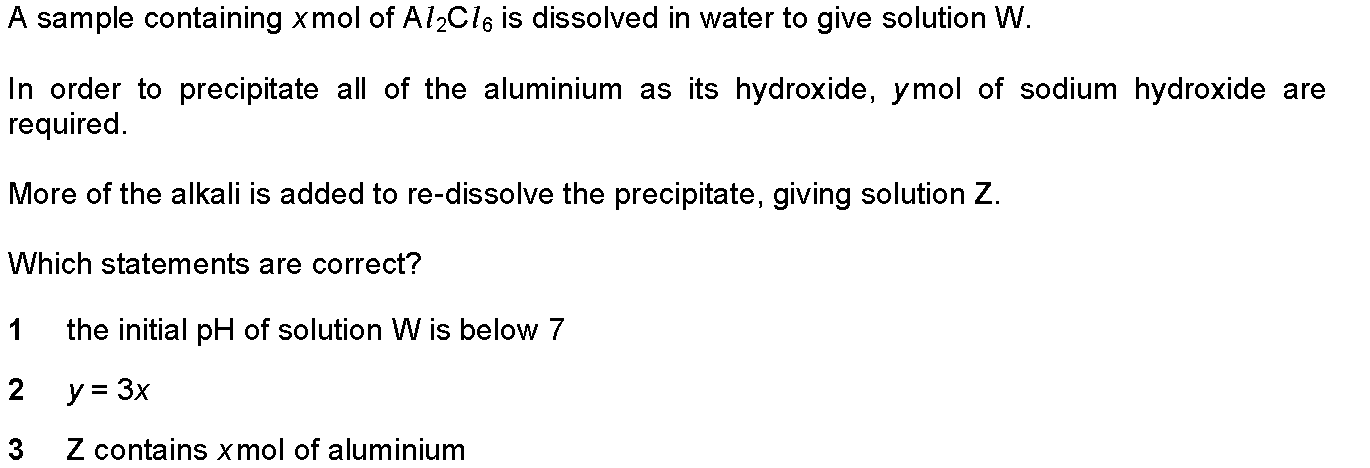 A sample containing x mol of Al₂Cl₆ is dissolved in water to give solution W.
In order to precipitate all of the aluminium as its hydroxide, y mol of sodium hydroxide are
required.
More of the alkali is added to re-dissolve the precipitate, giving solution Z.
Which statements are correct?
1 the initial pH of solution W is below 7
2 y = 3x
3 Z contains x mol of aluminium